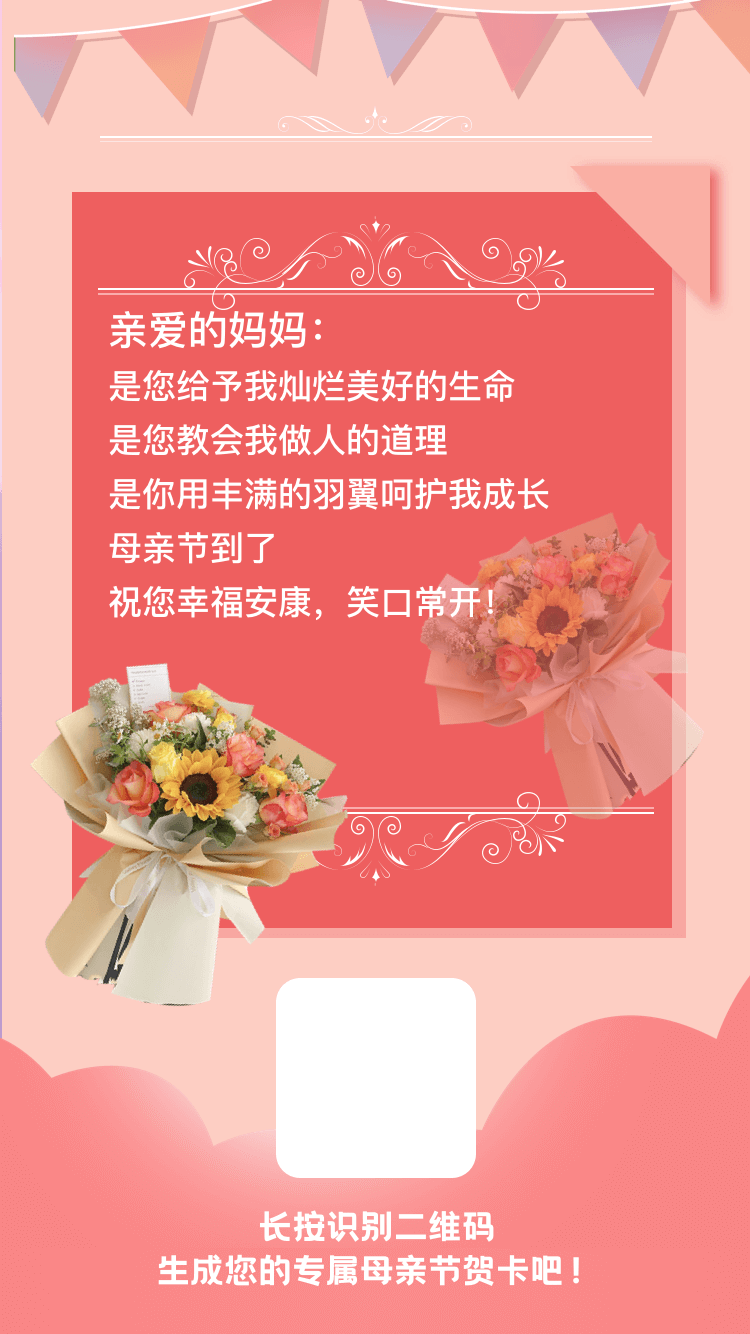 亲爱的妈妈：
是您给予我灿烂美好的生命
是您教会我做人的道理
是你用丰满的羽翼呵护我成长
母亲节到了
祝您幸福安康，笑口常开！
长按识别二维码
生成您的专属母亲节贺卡吧！